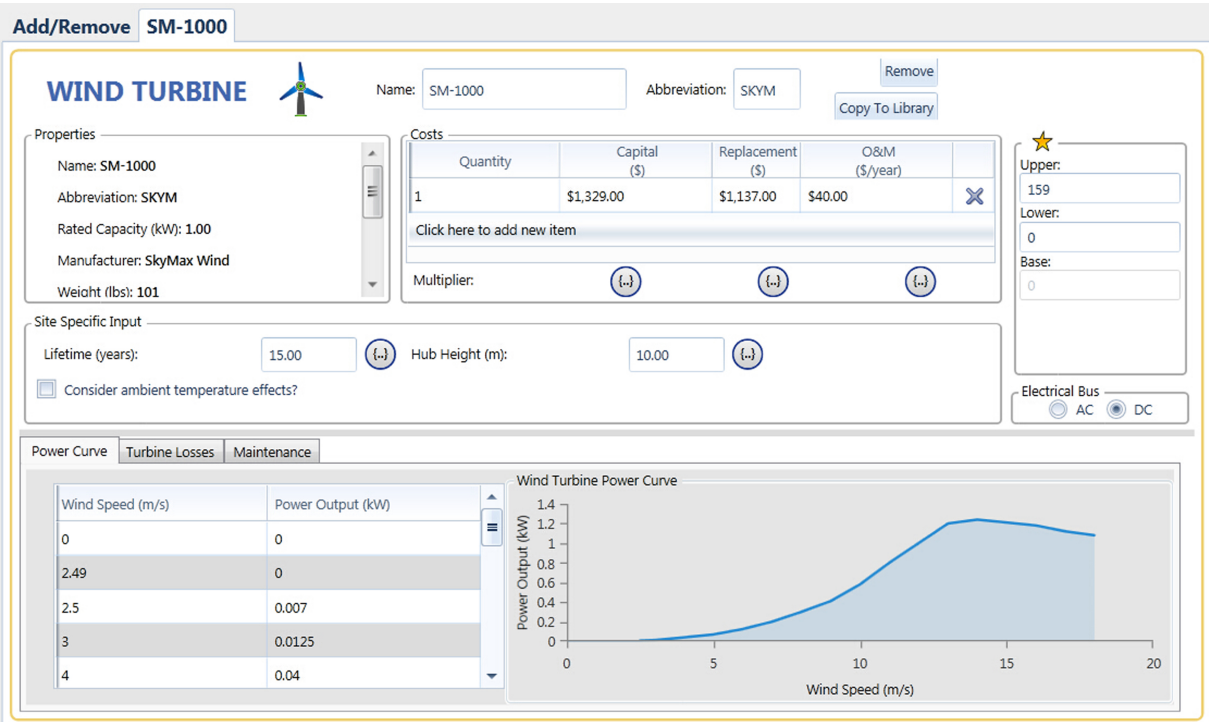 Add/Remove SM-1000
WIND TURBINE
Name: SM-1000 Abbreviation: SKYM
Remove
Copy To Library
Properties
Name: SM-1000
Abbreviation: SKYM
Rated Capacity (kW): 1.00
Manufacturer: SkyMax Wind
Weight (lbs): 101
Costs
Quantity Capital ($) Replacement ($) O&M ($/year)
1 $1,329.00 $1,137.00 $40.00
Click here to add new item
Multiplier: {..} {..} {..}
Upper:
159
Lower:
0
Base:
0
Site Specific Input
Lifetime (years): 15.00 {..} Hub Height (m): 10.00 {..}
Consider ambient temperature effects?
Electrical Bus
AC DC
Power Curve Turbine Losses Maintenance
Wind Speed (m/s) Power Output (kW)
0 0
2.49 0
2.5 0.007
3 0.0125
4 0.04
Wind Turbine Power Curve
Power Output (kW)
1.4
1.2
1
0.8
0.6
0.4
0.2
0
0 5 10 15 20
Wind Speed (m/s)